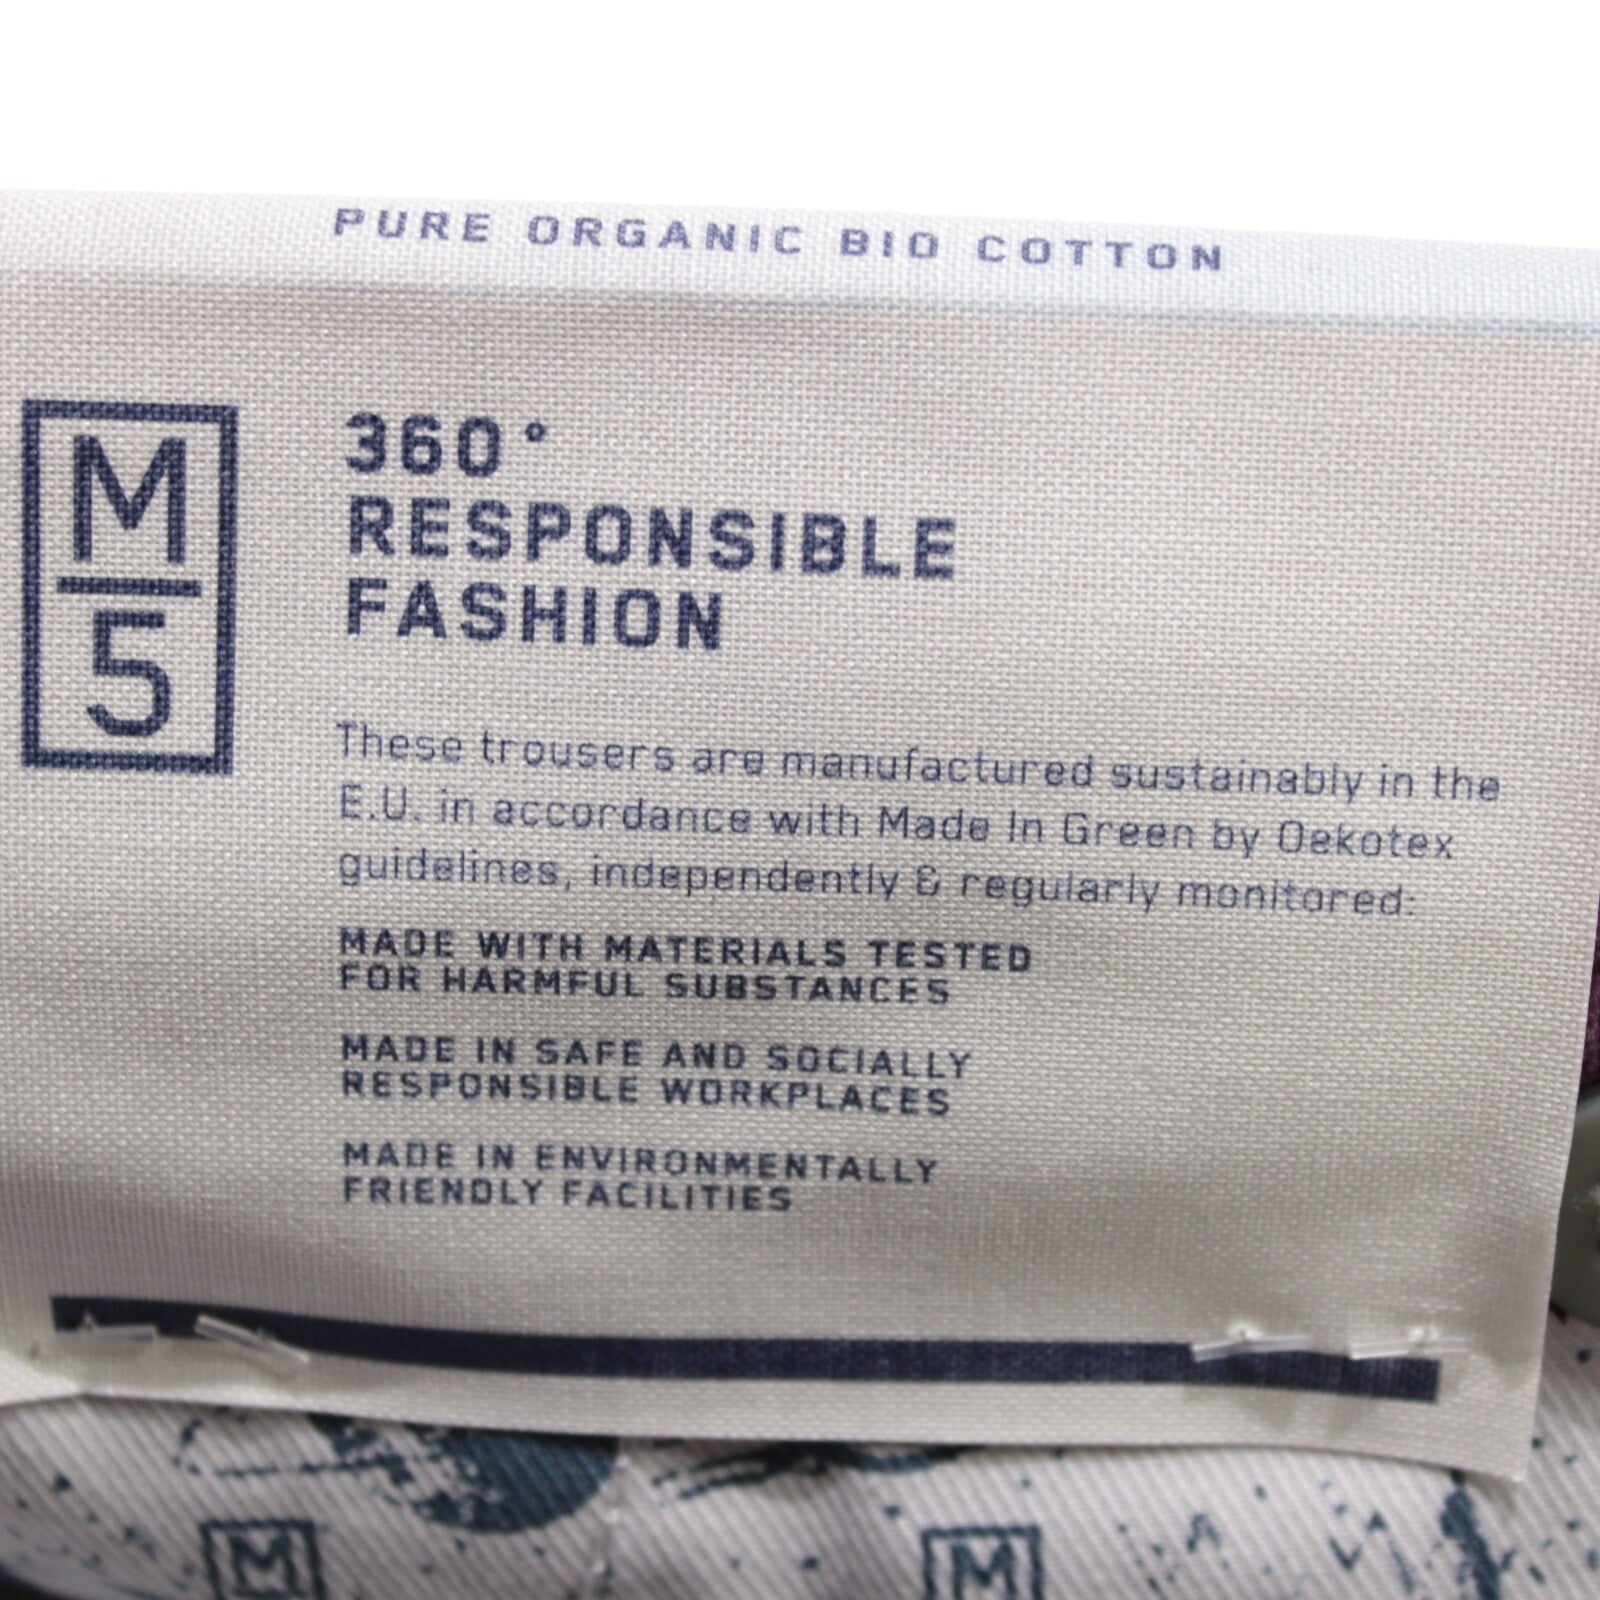 PURE ORGANIC BIO COTTON
M
5
360°
RESPONSIBLE
FASHION
These trousers are manufactured sustainably in the
E.U. in accordance with Made In Green by Oekotex
guidelines, independently & regularly monitored:
MADE WITH MATERIALS TESTED
FOR HARMFUL SUBSTANCES
MADE IN SAFE AND SOCIALLY
RESPONSIBLE WORKPLACES
MADE IN ENVIRONMENTALLY
FRIENDLY FACILITIES
M
M